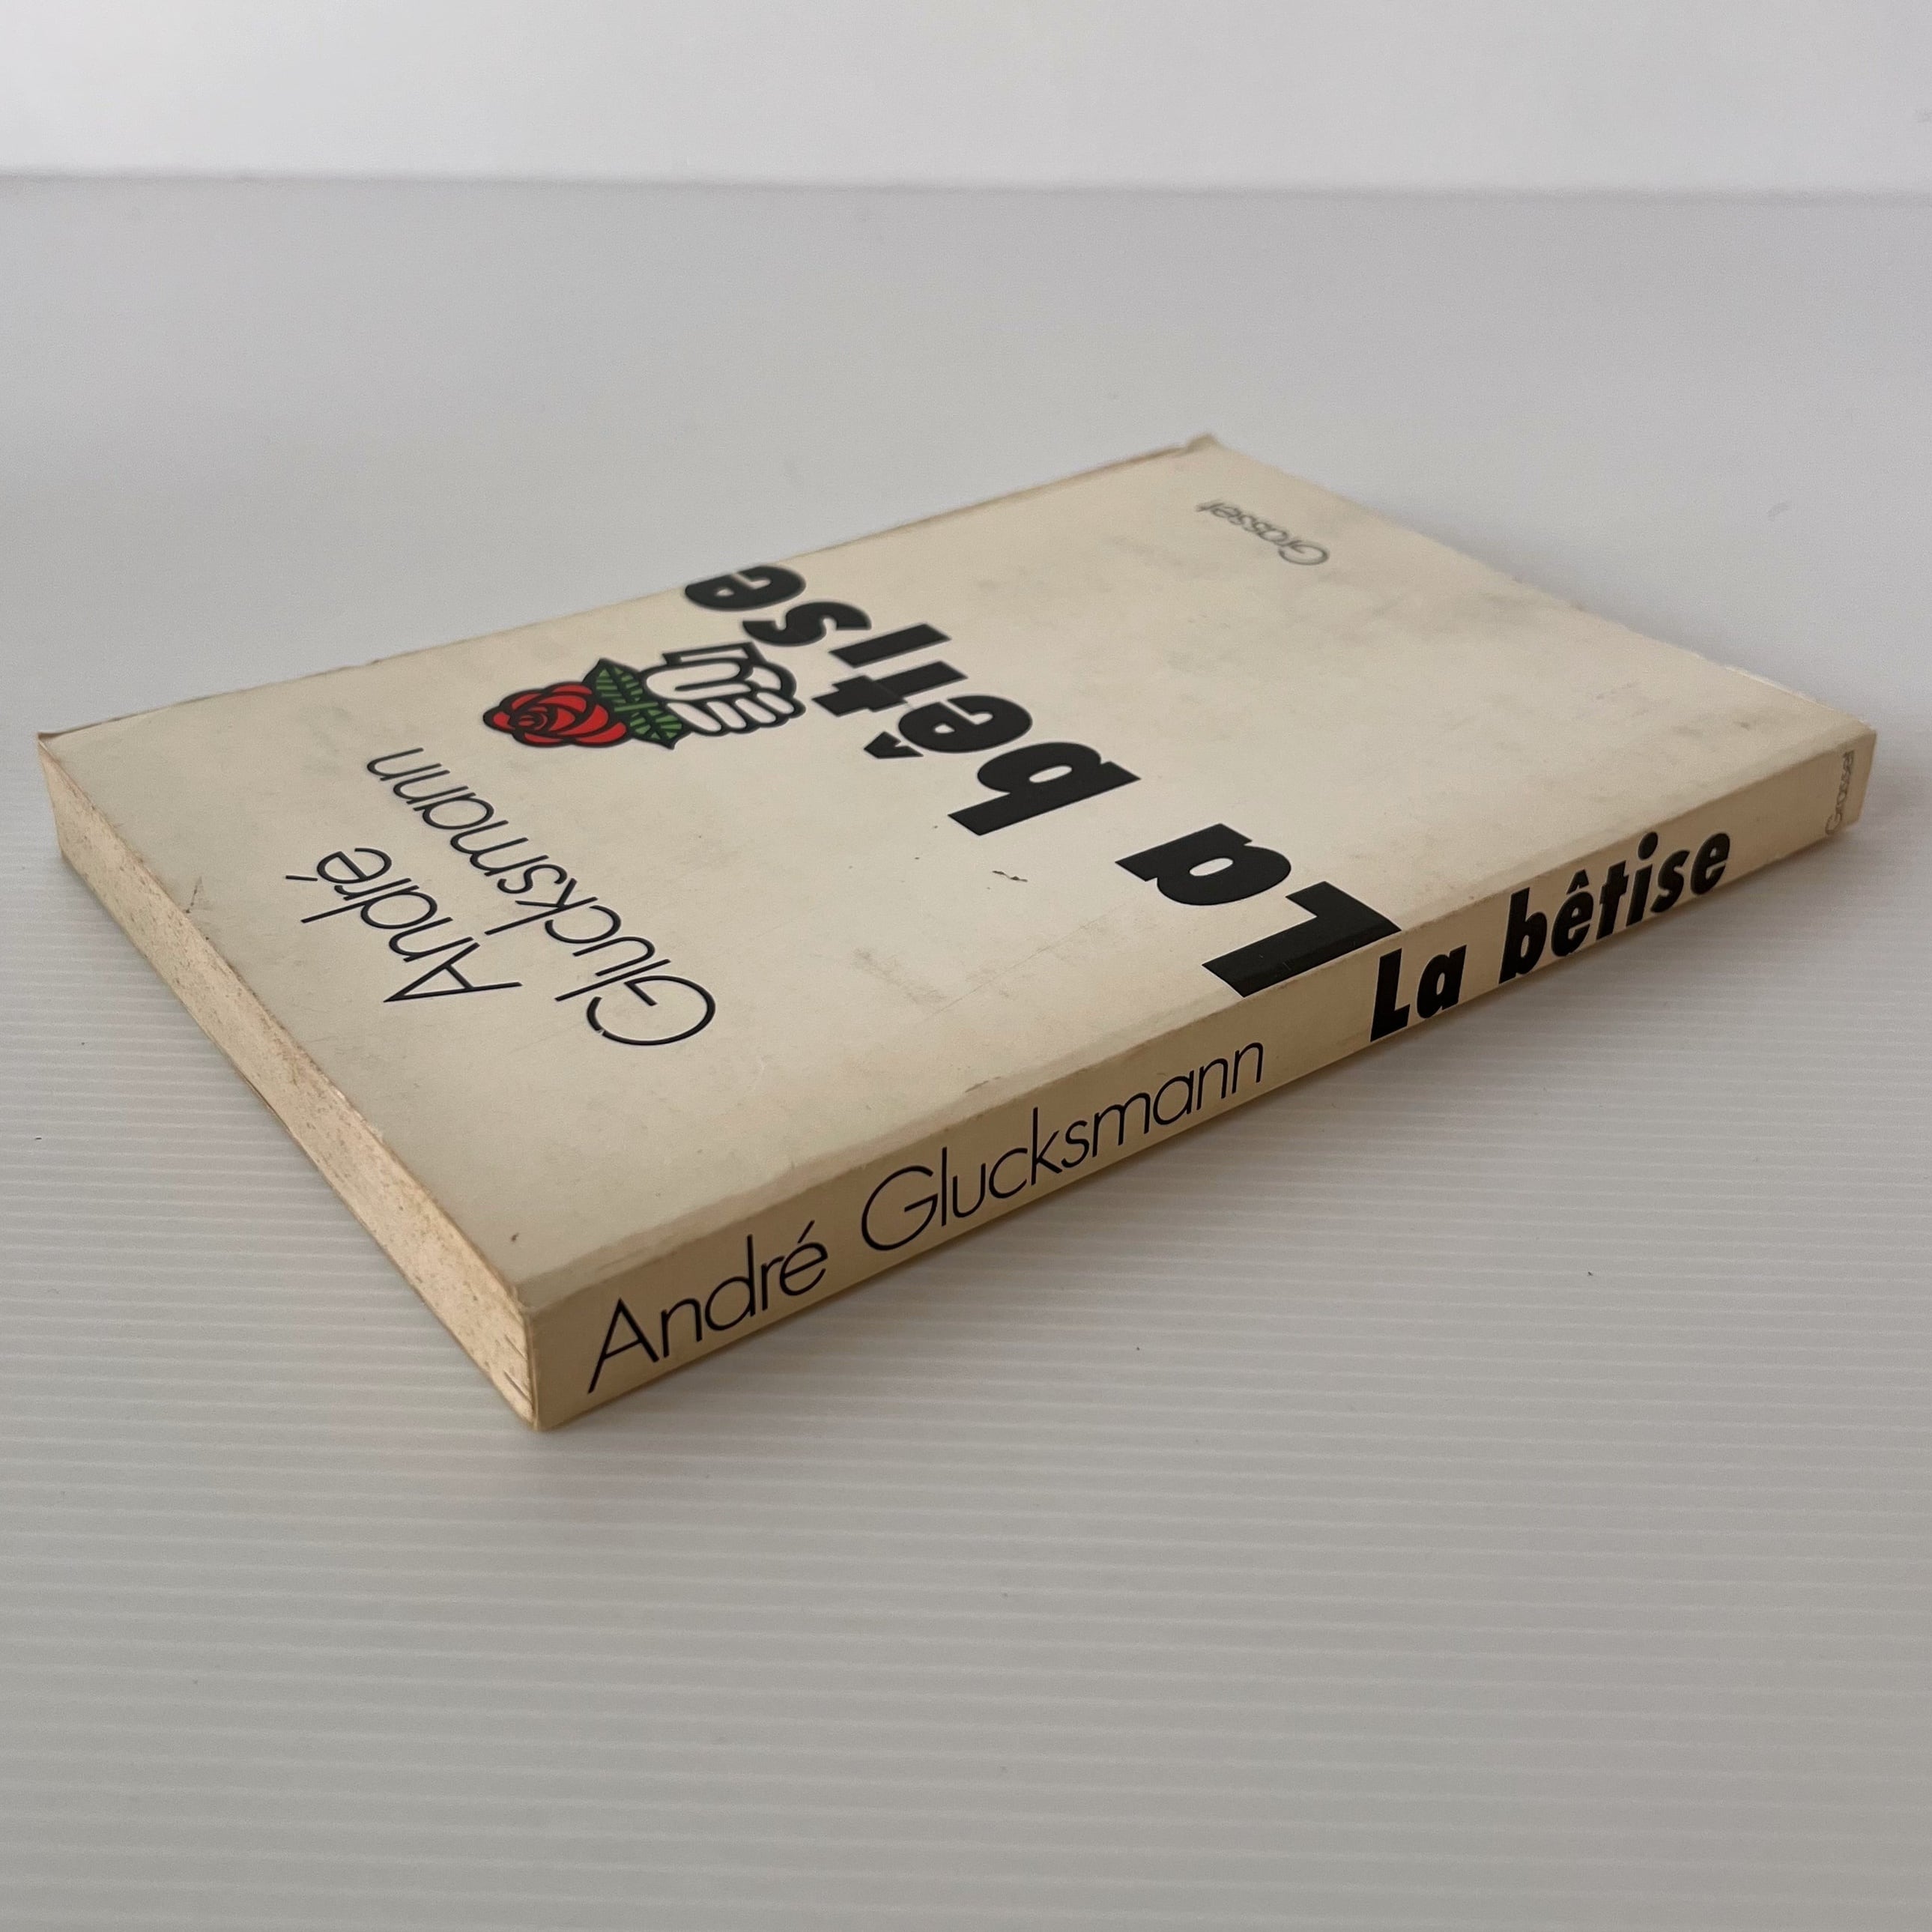 André
Glucksmann
La bêtise
Grasset
André Glucksmann La bêtise Grasset